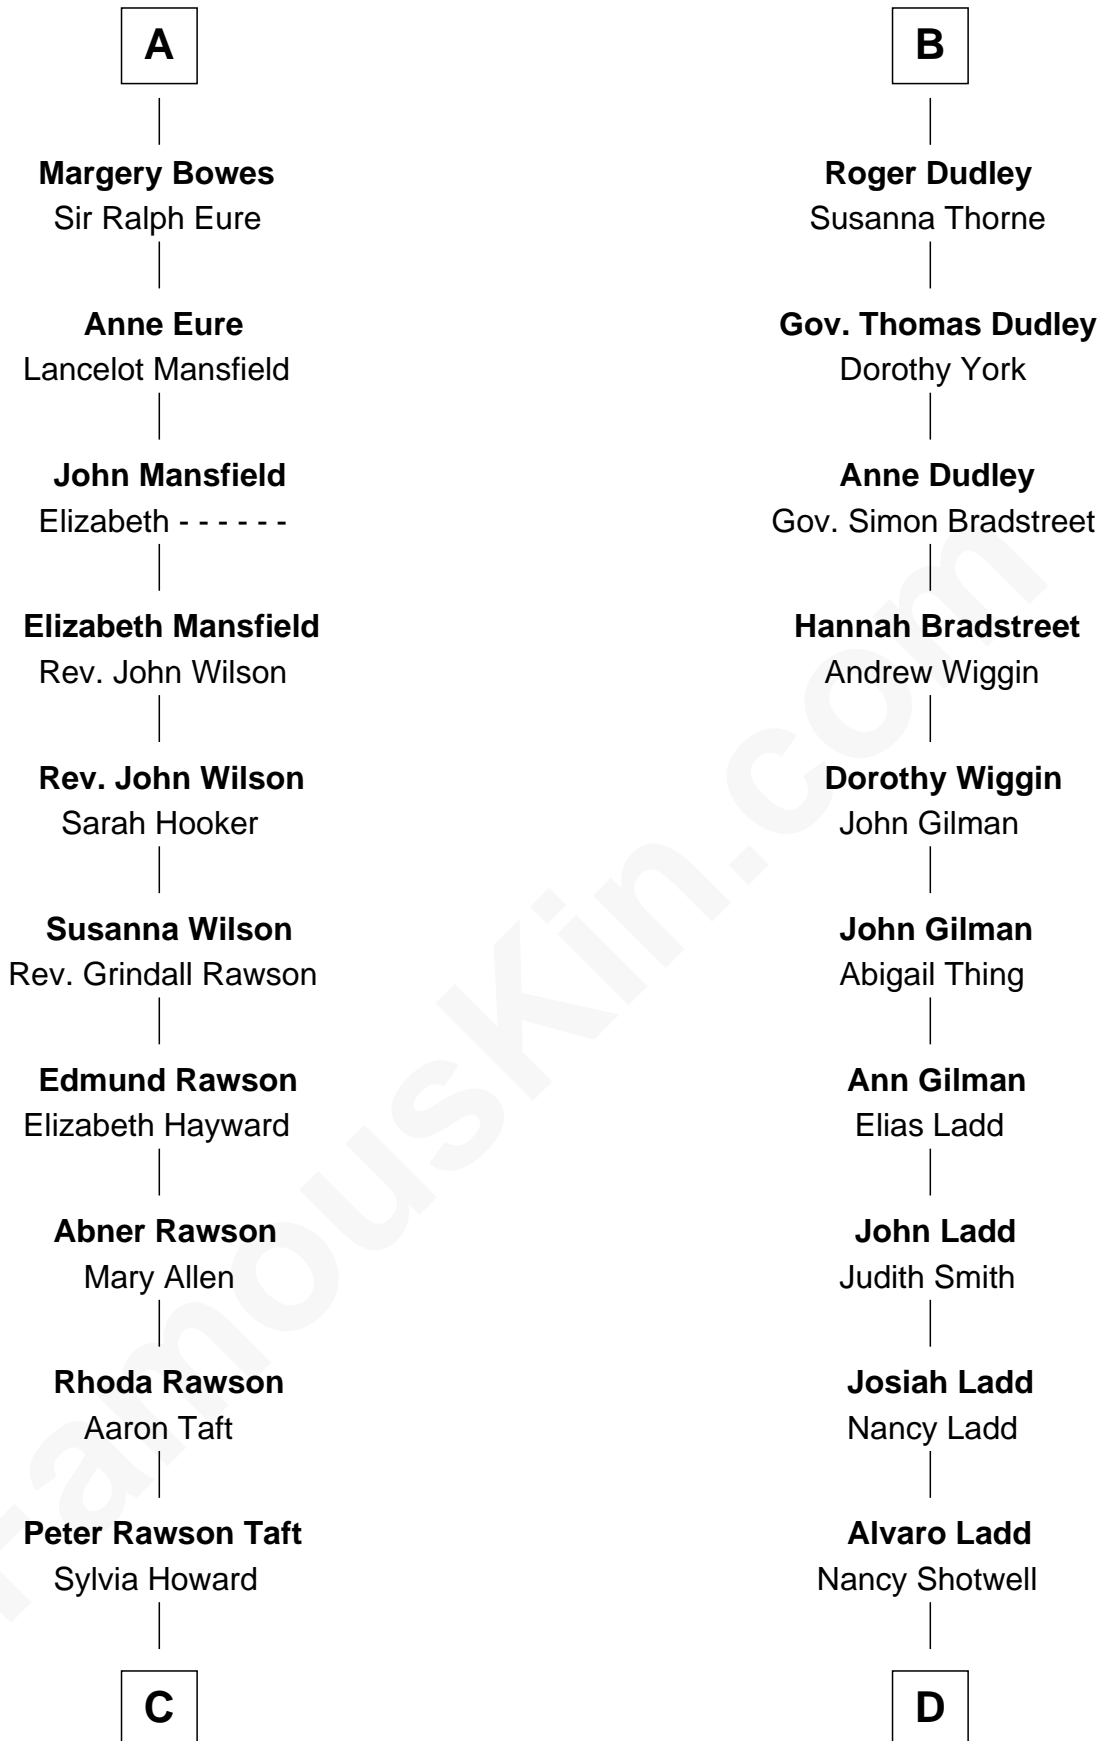 A
Margery Bowes
Sir Ralph Eure
Anne Eure
Lancelot Mansfield
John Mansfield
Elizabeth - - - - - -
Elizabeth Mansfield
Rev. John Wilson
Rev. John Wilson
Sarah Hooker
Susanna Wilson
Rev. Grindall Rawson
Edmund Rawson
Elizabeth Hayward
Abner Rawson
Mary Allen
Rhoda Rawson
Aaron Taft
Peter Rawson Taft
Sylvia Howard
C
B
Roger Dudley
Susanna Thorne
Gov. Thomas Dudley
Dorothy York
Anne Dudley
Gov. Simon Bradstreet
Hannah Bradstreet
Andrew Wiggin
Dorothy Wiggin
John Gilman
John Gilman
Abigail Thing
Ann Gilman
Elias Ladd
John Ladd
Judith Smith
Josiah Ladd
Nancy Ladd
Alvaro Ladd
Nancy Shotwell
D
FamousKin.com